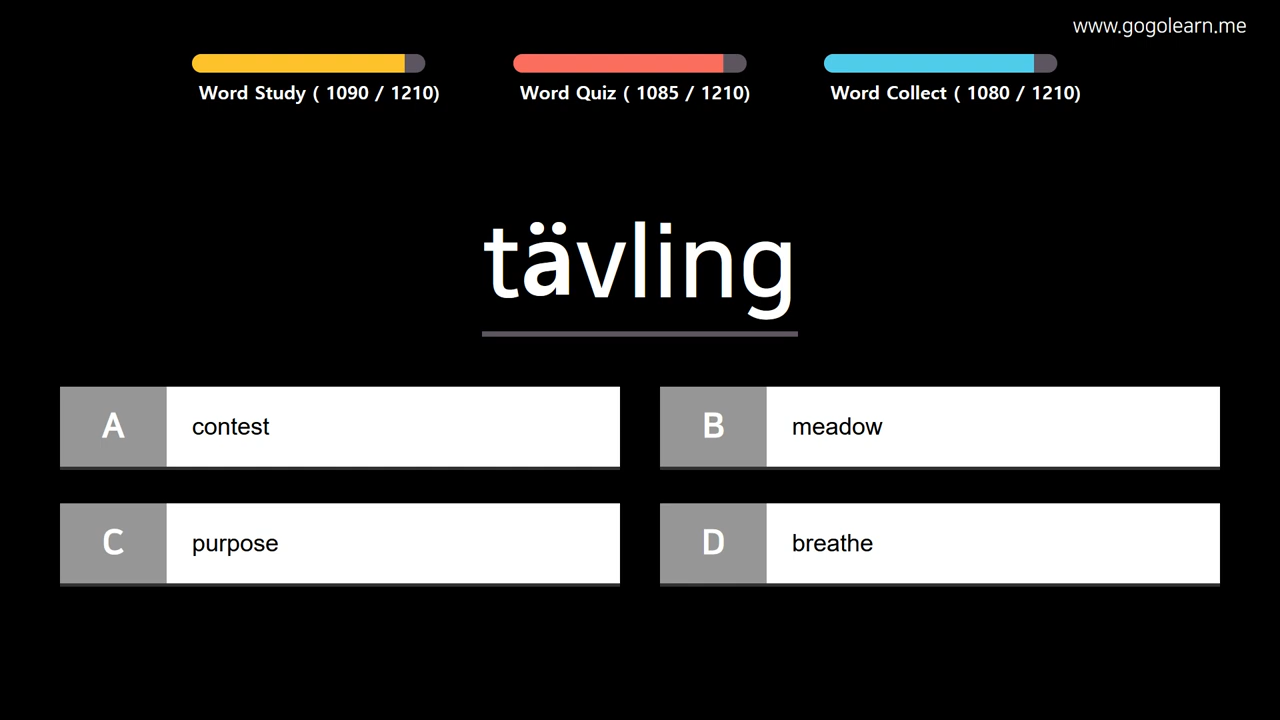 www.gogolearn.me
Word Study ( 1090 / 1210)
Word Quiz ( 1085 / 1210)
Word Collect ( 1080 / 1210)
tävling
A contest
B meadow
C purpose
D breathe